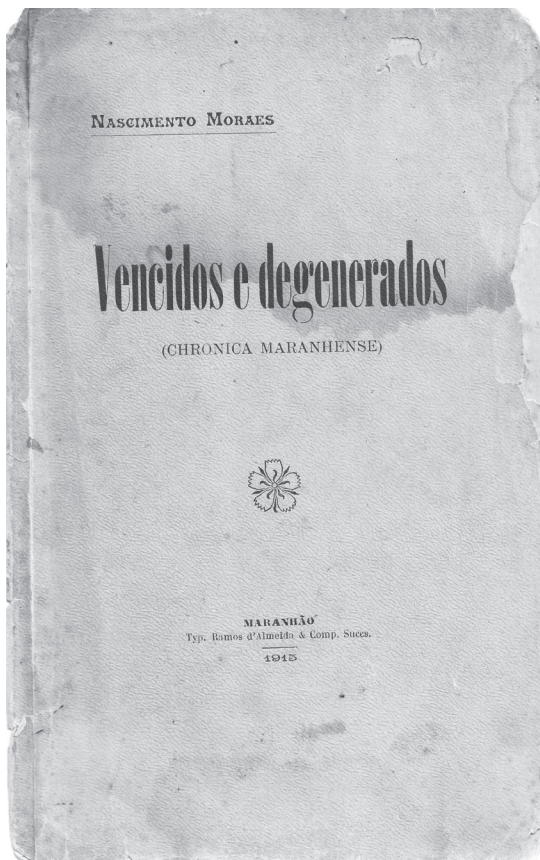 Nascimento Moraes
Vencidos e degenerados
(CHRONICA MARANHENSE)
MARANHÃO
Typ. Ramos d'Almeida & Comp. Succs.
1915